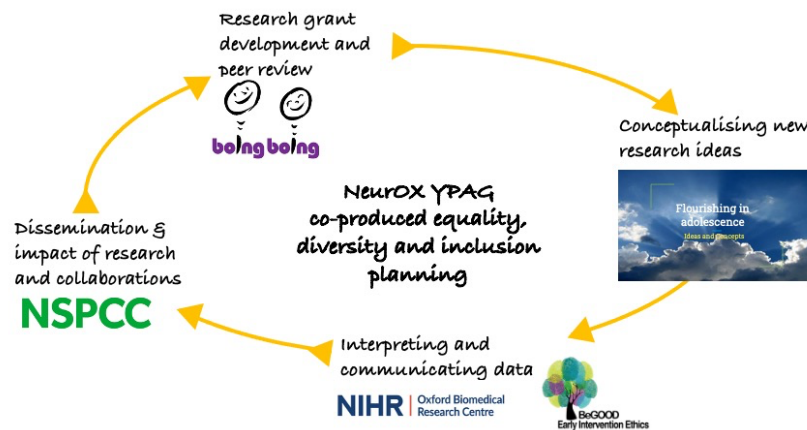 Research grant
development and
peer review
boingboing
Conceptualising new
research ideas
Flourishing in
adolescence
Ideas and Concepts
NeurOX YPAG
co-produced equality,
diversity and inclusion
planning
Dissemination &
impact of research
and collaborations
NSPCC
Interpreting and
communicating data
NIHR | Oxford Biomedical
Research Centre
BeGOOD
Early Intervention Ethics